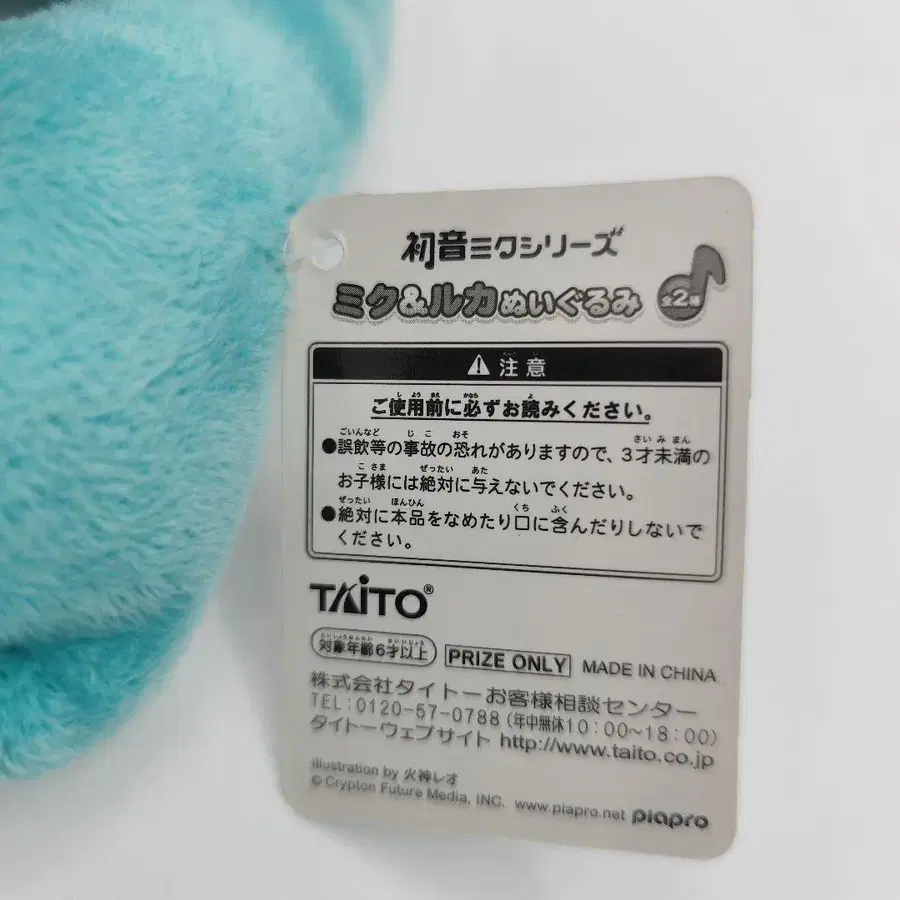 初音ミクシリーズ
ミク&ルカぬいぐるみ 全2種
⚠注意
ご使用前に必ずお読みください。
●誤飲等の事故の恐れがありますので、3才未満の
お子様には絶対に与えないでください。
●絶対に本品をなめたり口に含んだりしないで
ください。
TAITO®
対象年齢6才以上 PRIZE ONLY MADE IN CHINA
株式会社タイトーお客様相談センター
TEL:0120-57-0788(年中無休10:00~18:00)
タイトーウェブサイト http://www.taito.co.jp
illustration by 火神レオ
© Crypton Future Media, INC. www.piapro.net piapro